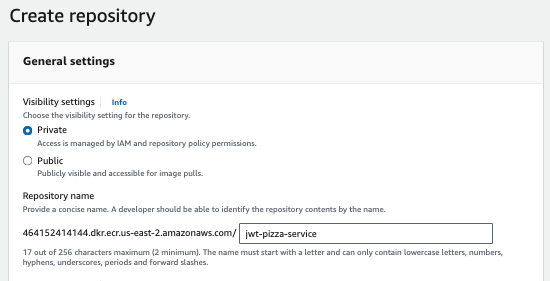 Create repository
General settings
Visibility settings Info
Choose the visibility setting for the repository.
Private
Access is managed by IAM and repository policy permissions.
Public
Publicly visible and accessible for image pulls.
Repository name
Provide a concise name. A developer should be able to identify the repository contents by the name.
464152414144.dkr.ecr.us-east-2.amazonaws.com/ jwt-pizza-service
17 out of 256 characters maximum (2 minimum). The name must start with a letter and can only contain lowercase letters, numbers,
hyphens, underscores, periods and forward slashes.